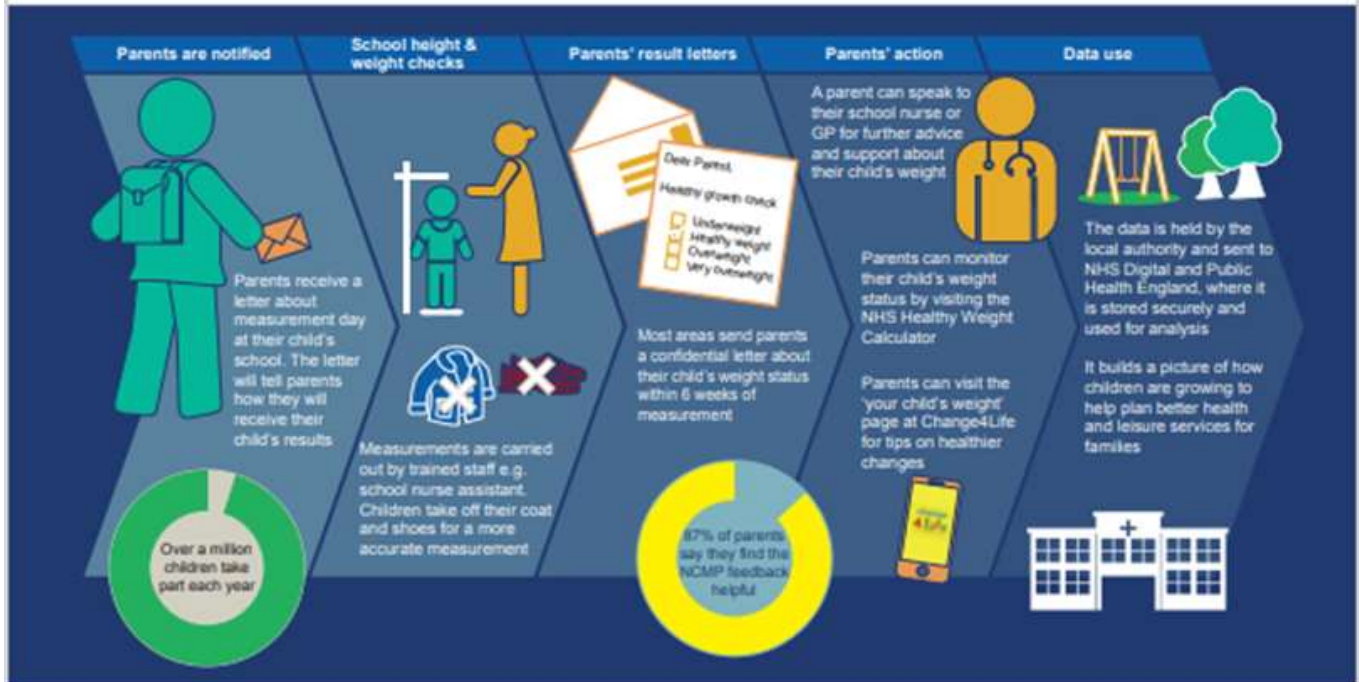 Parents are notified
Parents receive a
letter about
measurement day
at their child's
school. The letter
will tell parents
how they will
receive their
child's results
Over a million
children take
part each year
School height &
weight checks
Measurements are carried
out by trained staff e.g.
school nurse assistant.
Children take off their coat
and shoes for a more
accurate measurement
Parents' result letters
Dear Parent,
Healthy growth check
Underweight
Healthy weight
Overweight
Very overweight
Most areas send parents
a confidential letter about
their child's weight status
within 6 weeks of
measurement
87% of parents
say they find the
NCMP feedback
helpful
Parents' action
A parent can speak to
their school nurse or
GP for further advice
and support about
their child's weight
Parents can monitor
their child's weight
status by visiting the
NHS Healthy Weight
Calculator
Parents can visit the
'your child's weight'
page at Change4Life
for tips on healthier
changes
change
4Life
Data use
The data is held by the
local authority and sent to
NHS Digital and Public
Health England, where it
is stored securely and
used for analysis
It builds a picture of how
children are growing to
help plan better health
and leisure services for
families